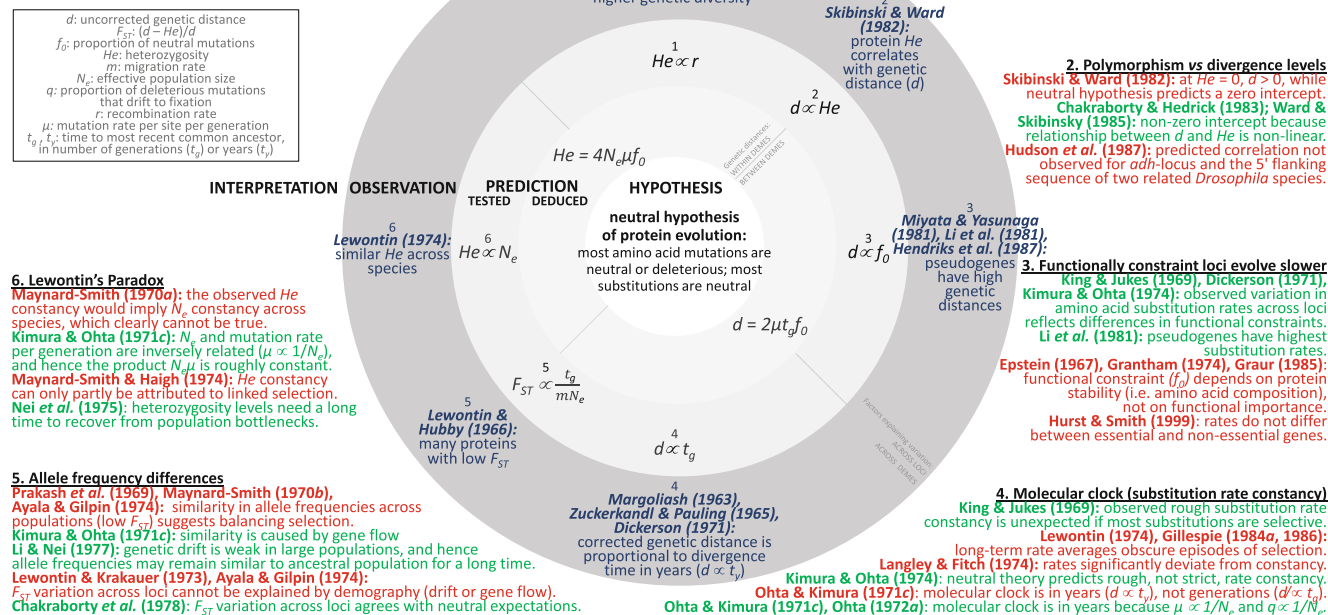 higher genetic diversity
d: uncorrected genetic distance
F_ST: (d – He)/d
f_0: proportion of neutral mutations
He: heterozygosity
m: migration rate
N_e: effective population size
q: proportion of deleterious mutations
that drift to fixation
r: recombination rate
μ: mutation rate per site per generation
t_g, t_y: time to most recent common ancestor,
in number of generations (t_g) or years (t_y)
INTERPRETATION OBSERVATION PREDICTION HYPOTHESIS
TESTED DEDUCED
neutral hypothesis
of protein evolution:
most amino acid mutations are
neutral or deleterious; most
substitutions are neutral
He = 4N_eμf_0
d = 2μt_gf_0
Genetic distances:
WITHIN DEMES
BETWEEN DEMES
Factors explaining variation
ACROSS LOCI
ACROSS DEMES
1
He ∝ r
2
d ∝ He
3
d ∝ f_0
4
d ∝ t_g
5
F_ST ∝ t_g / mN_e
6
He ∝ N_e
2
Skibinski & Ward
(1982):
protein He
correlates
with genetic
distance (d)
3
Miyata & Yasunaga
(1981), Li et al. (1981),
Hendriks et al. (1987):
pseudogenes
have high
genetic
distances
4
Margoliash (1963),
Zuckerkandl & Pauling (1965),
Dickerson (1971):
corrected genetic distance is
proportional to divergence
time in years (d ∝ t_y)
5
Lewontin &
Hubby (1966):
many proteins
with low F_ST
6
Lewontin (1974):
similar He across
species
2. Polymorphism vs divergence levels
Skibinski & Ward (1982): at He = 0, d > 0, while
neutral hypothesis predicts a zero intercept.
Chakraborty & Hedrick (1983); Ward &
Skibinsky (1985): non-zero intercept because
relationship between d and He is non-linear.
Hudson et al. (1987): predicted correlation not
observed for adh-locus and the 5' flanking
sequence of two related Drosophila species.
3. Functionally constraint loci evolve slower
King & Jukes (1969), Dickerson (1971),
Kimura & Ohta (1974): observed variation in
amino acid substitution rates across loci
reflects differences in functional constraints.
Li et al. (1981): pseudogenes have highest
substitution rates.
Epstein (1967), Grantham (1974), Graur (1985):
functional constraint (f_0) depends on protein
stability (i.e. amino acid composition),
not on functional importance.
Hurst & Smith (1999): rates do not differ
between essential and non-essential genes.
4. Molecular clock (substitution rate constancy)
King & Jukes (1969): observed rough substitution rate
constancy is unexpected if most substitutions are selective.
Lewontin (1974), Gillespie (1984a, 1986):
long-term rate averages obscure episodes of selection.
Langley & Fitch (1974): rates significantly deviate from constancy.
Kimura & Ohta (1974): neutral theory predicts rough, not strict, rate constancy.
Ohta & Kimura (1971c): molecular clock is in years (d ∝ t_y), not generations (d ∝̸ t_g).
Ohta & Kimura (1971c), Ohta (1972a): molecular clock is in years because μ ∝ 1/N_e and q ∝ 1/N_e.
6. Lewontin's Paradox
Maynard-Smith (1970a): the observed He
constancy would imply N_e constancy across
species, which clearly cannot be true.
Kimura & Ohta (1971c): N_e and mutation rate
per generation are inversely related (μ ∝ 1/N_e),
and hence the product N_eμ is roughly constant.
Maynard-Smith & Haigh (1974): He constancy
can only partly be attributed to linked selection.
Nei et al. (1975): heterozygosity levels need a long
time to recover from population bottlenecks.
5. Allele frequency differences
Prakash et al. (1969), Maynard-Smith (1970b),
Ayala & Gilpin (1974): similarity in allele frequencies across
populations (low F_ST) suggests balancing selection.
Kimura & Ohta (1971c): similarity is caused by gene flow
Li & Nei (1977): genetic drift is weak in large populations, and hence
allele frequencies may remain similar to ancestral population for a long time.
Lewontin & Krakauer (1973), Ayala & Gilpin (1974):
F_ST variation across loci cannot be explained by demography (drift or gene flow).
Chakraborty et al. (1978): F_ST variation across loci agrees with neutral expectations.